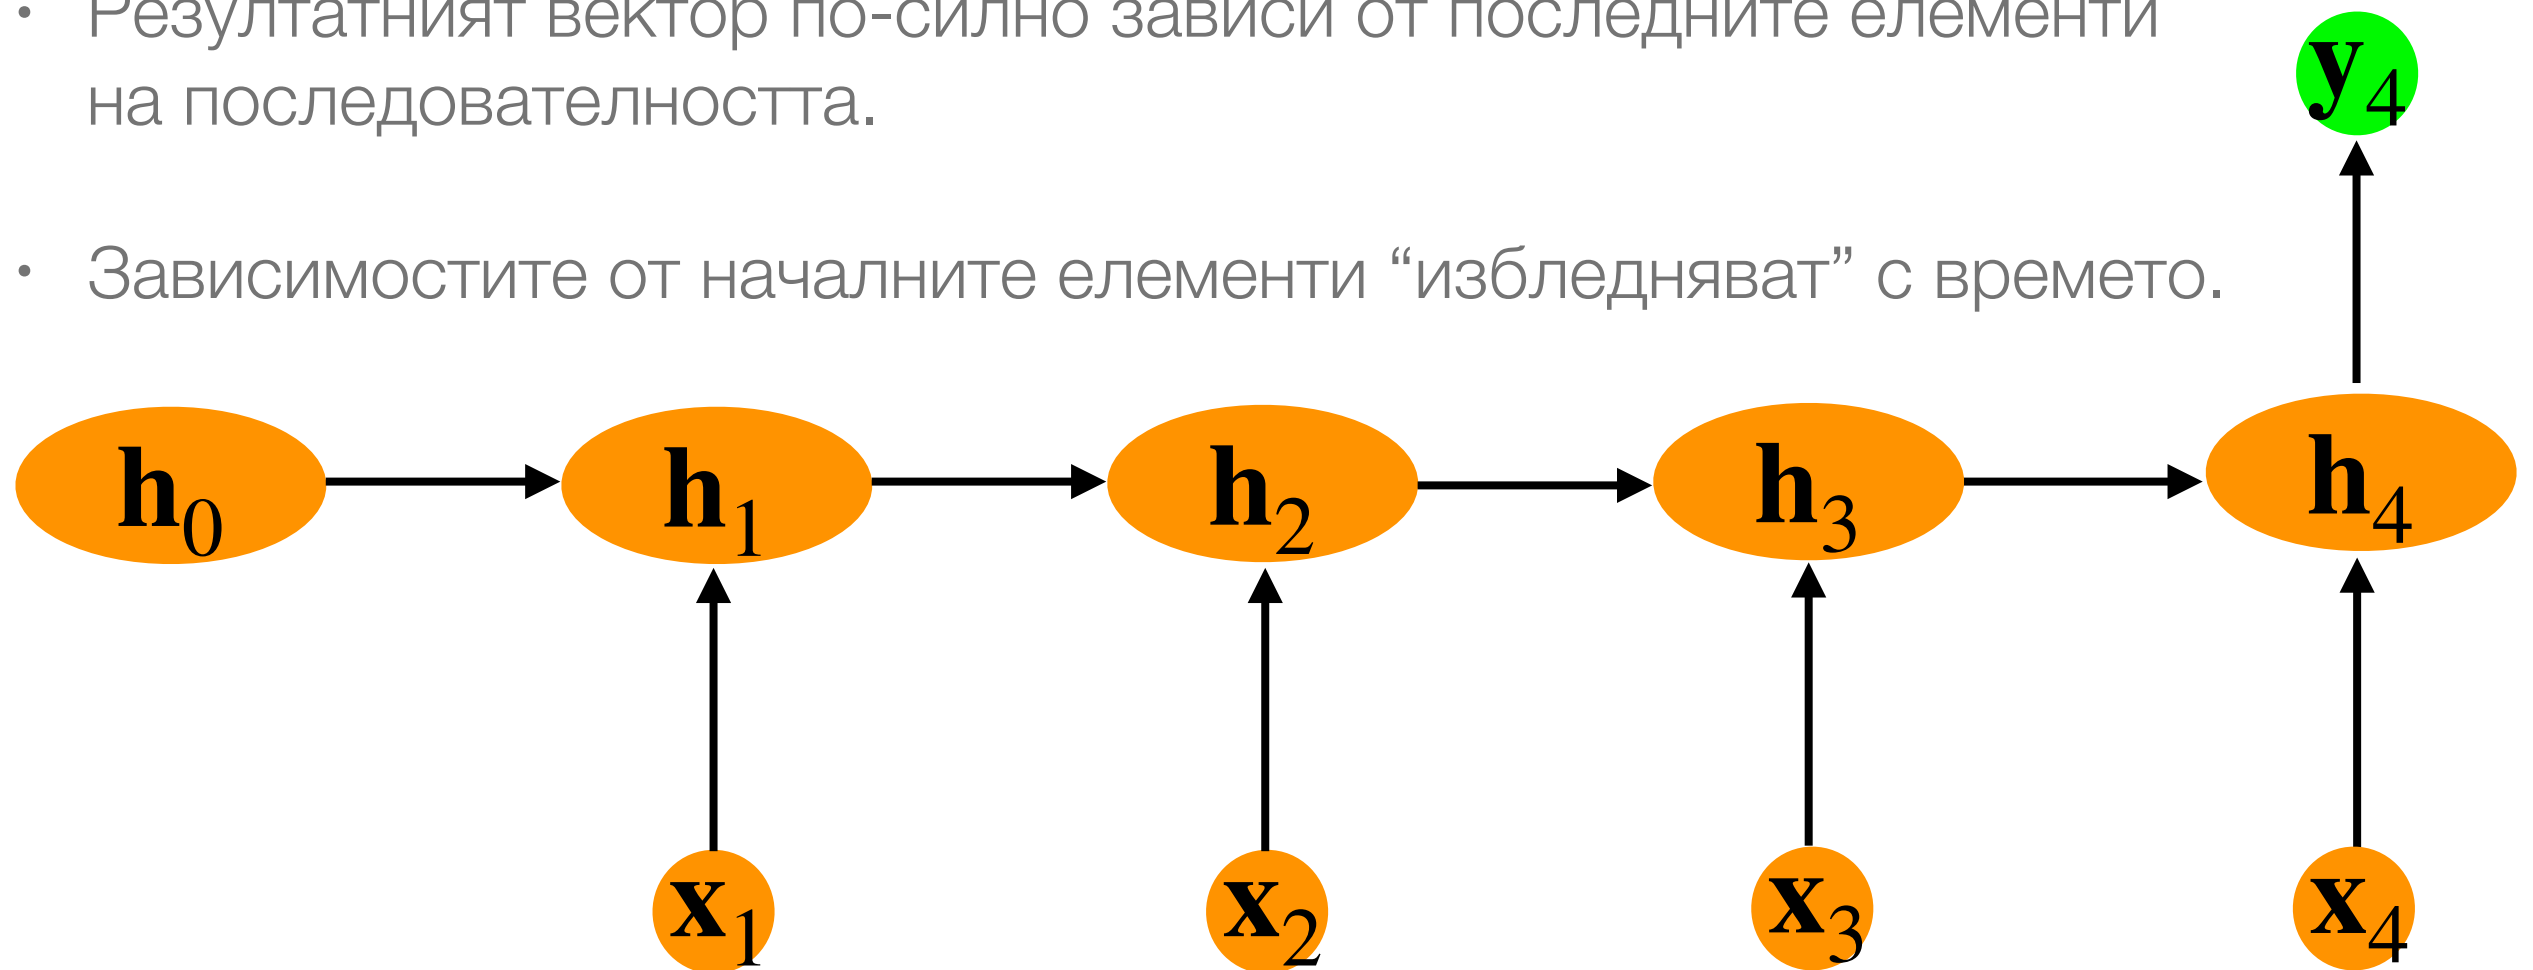 • Резултатният вектор по-силно зависи от последните елементи
на последователността.
• Зависимостите от началните елементи “избледняват” с времето.
y4
h0 h1 h2 h3 h4
x1 x2 x3 x4